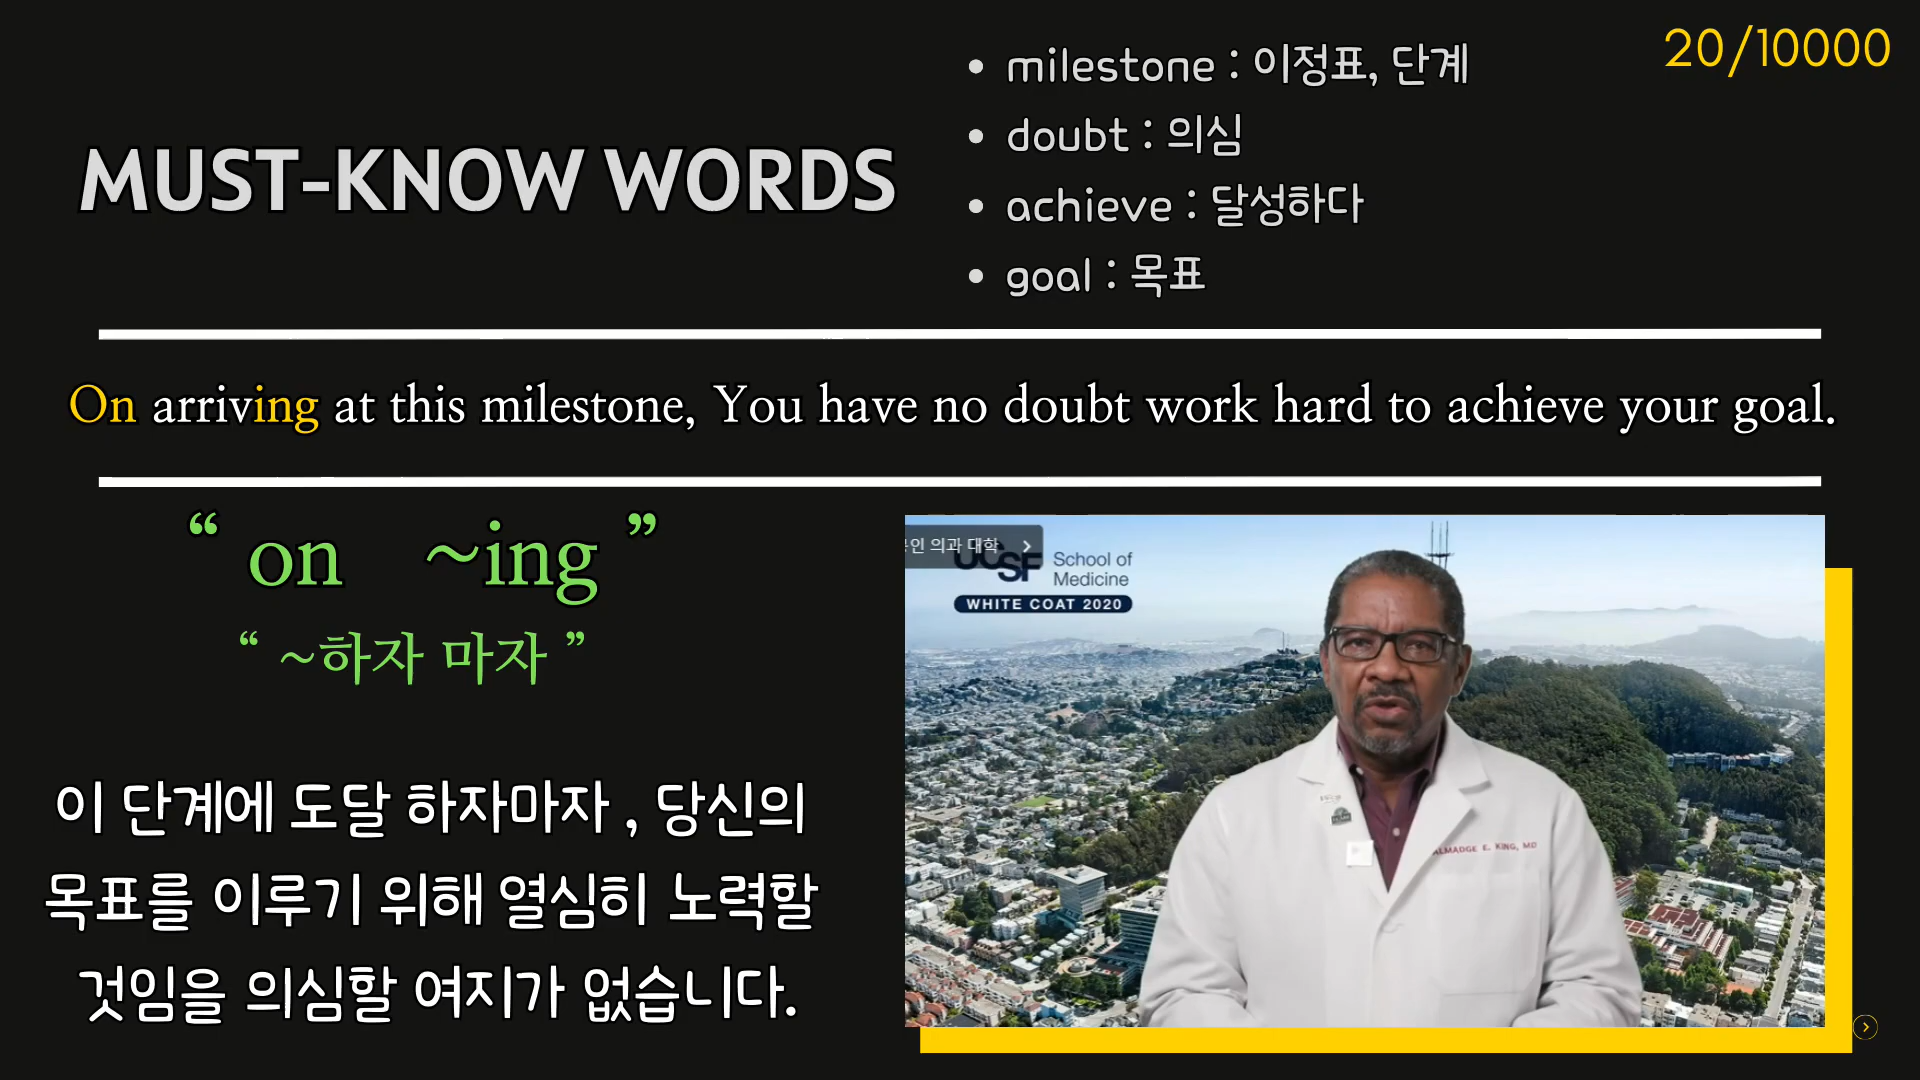 20/10000
MUST-KNOW WORDS
• milestone : 이정표, 단계
• doubt : 의심
• achieve : 달성하다
• goal : 목표
On arriving at this milestone, You have no doubt work hard to achieve your goal.
“ on ~ing ”
“ ~하자 마자 ”
이 단계에 도달 하자마자 , 당신의
목표를 이루기 위해 열심히 노력할
것임을 의심할 여지가 없습니다.
인 의과 대학
UCSF School of
Medicine
WHITE COAT 2020
ALMADGE E. KING, MD